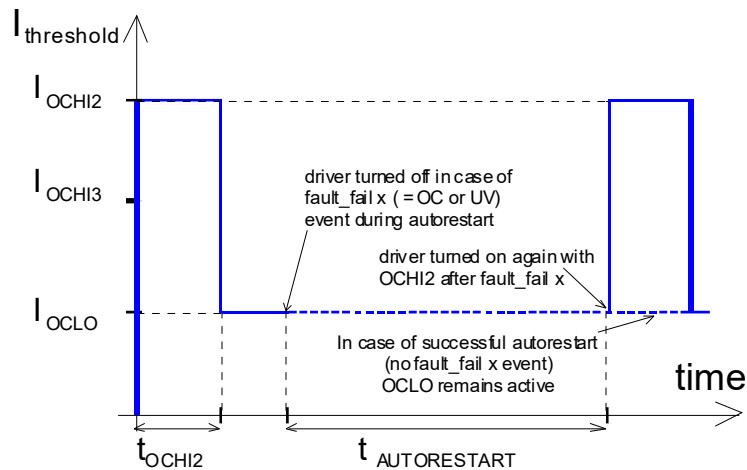 I threshold
I OCHI2
I OCHI3
driver turned off in case of
fault_fail x ( = OC or UV)
event during autorestart
driver turned on again with
OCHI2 after fault_fail x
I OCLO
In case of successful autorestart
(no fault_fail x event)
OCLO remains active
time
t OCHI2
t AUTORESTART